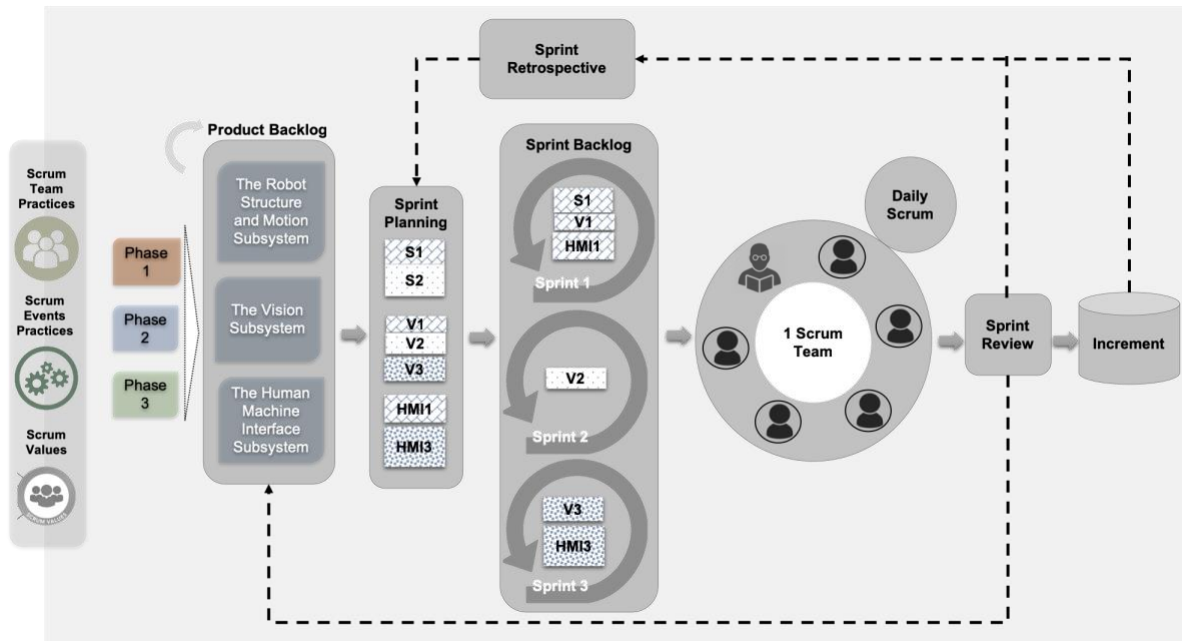 Sprint
Retrospective
Product Backlog
Scrum
Team
Practices
Scrum
Events
Practices
Scrum
Values
SCRUM VALUES
Phase
1
Phase
2
Phase
3
The Robot
Structure
and Motion
Subsystem
The Vision
Subsystem
The Human
Machine
Interface
Subsystem
Sprint
Planning
S1
S2
V1
V2
V3
HMI1
HMI3
Sprint Backlog
S1
V1
HMI1
Sprint 1
V2
Sprint 2
V3
HMI3
Sprint 3
Daily
Scrum
1 Scrum
Team
Sprint
Review
Increment